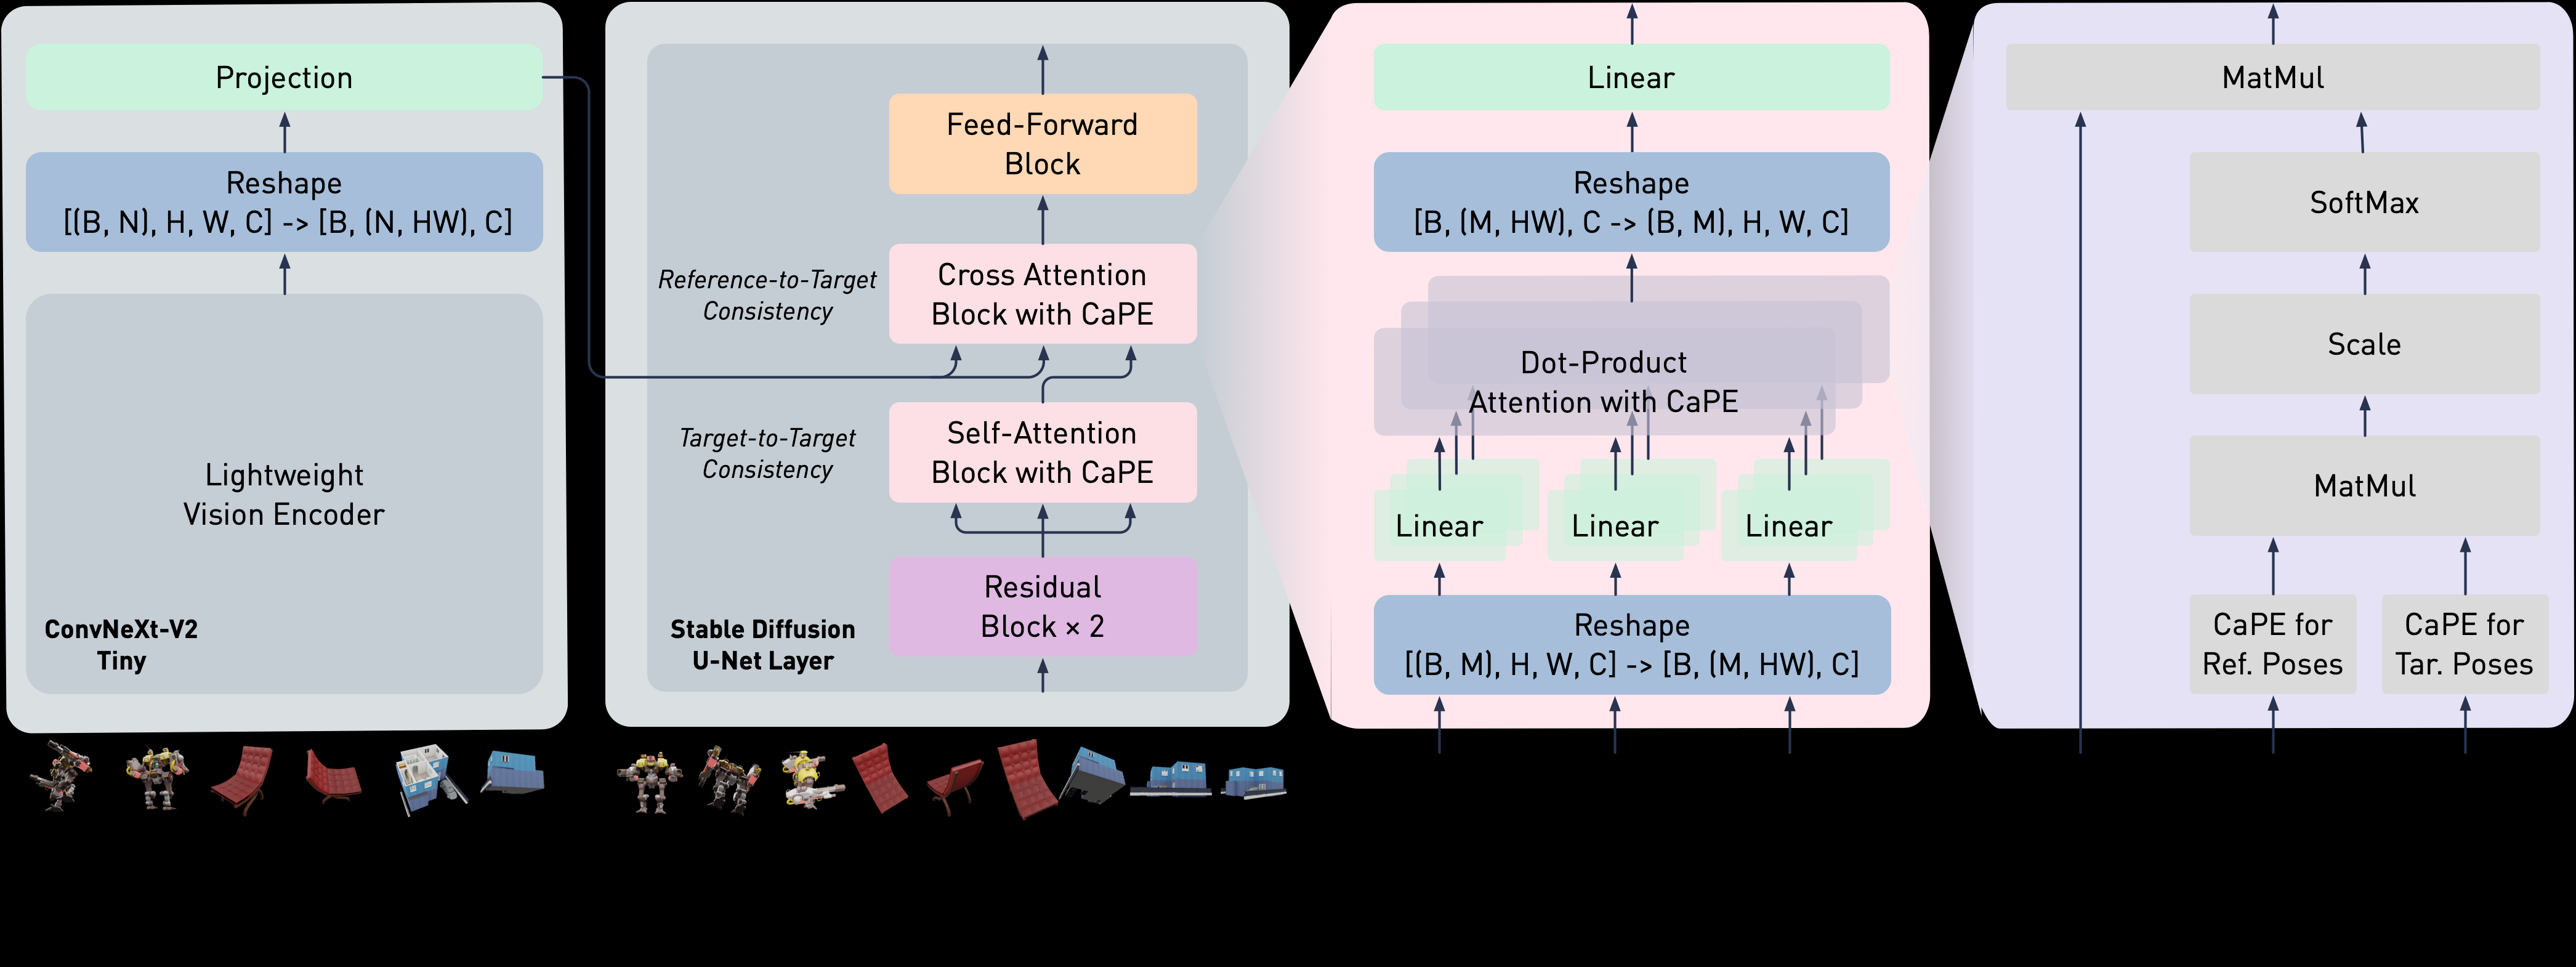 Projection
Reshape
[(B, N), H, W, C] -> [B, (N, HW), C]
Lightweight
Vision Encoder
ConvNeXt-V2
Tiny
Feed-Forward
Block
Reference-to-Target
Consistency
Cross Attention
Block with CaPE
Target-to-Target
Consistency
Self-Attention
Block with CaPE
Stable Diffusion
U-Net Layer
Residual
Block × 2
Linear
Reshape
[B, (M, HW), C -> (B, M), H, W, C]
Dot-Product
Attention with CaPE
Linear
Linear
Linear
Reshape
[(B, M), H, W, C] -> [B, (M, HW), C]
MatMul
SoftMax
Scale
MatMul
CaPE for
Ref. Poses
CaPE for
Tar. Poses